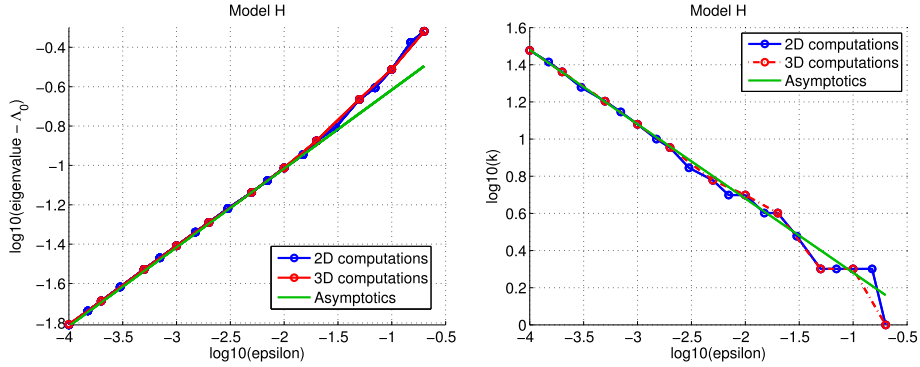 Model H
−0.4
−0.6
−0.8
−1
−1.2
−1.4
−1.6
−1.8
log10(eigenvalue − Λ0)
2D computations
3D computations
Asymptotics
−4
−3.5
−3
−2.5
−2
−1.5
−1
−0.5
log10(epsilon)
Model H
1.6
1.4
1.2
1
0.8
0.6
0.4
0.2
0
log10(k)
2D computations
3D computations
Asymptotics
−4
−3.5
−3
−2.5
−2
−1.5
−1
−0.5
log10(epsilon)